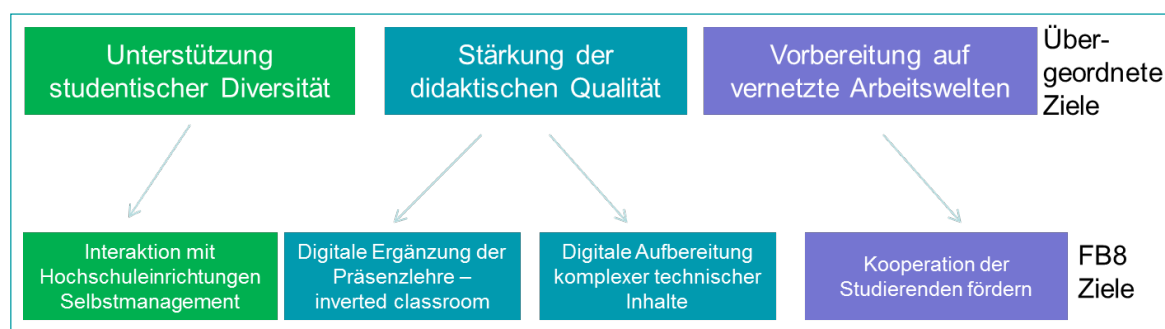 Unterstützung
studentischer Diversität
Stärkung der
didaktischen Qualität
Vorbereitung auf
vernetzte Arbeitswelten
Über-
geordnete
Ziele
Interaktion mit
Hochschuleinrichtungen
Selbstmanagement
Digitale Ergänzung der
Präsenzlehre –
inverted classroom
Digitale Aufbereitung
komplexer technischer
Inhalte
Kooperation der
Studierenden fördern
FB8
Ziele